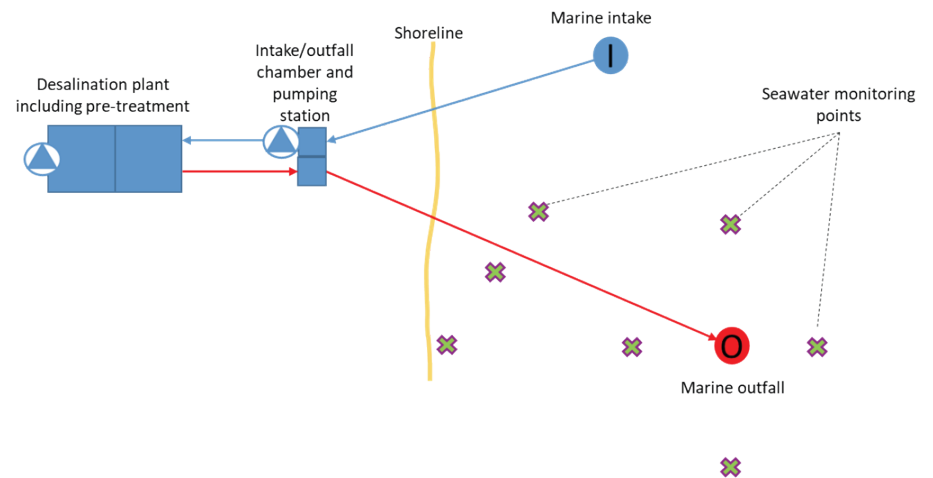 Marine intake
Shoreline
Intake/outfall
chamber and
pumping
station
Desalination plant
including pre-treatment
Seawater monitoring
points
I
O
Marine outfall